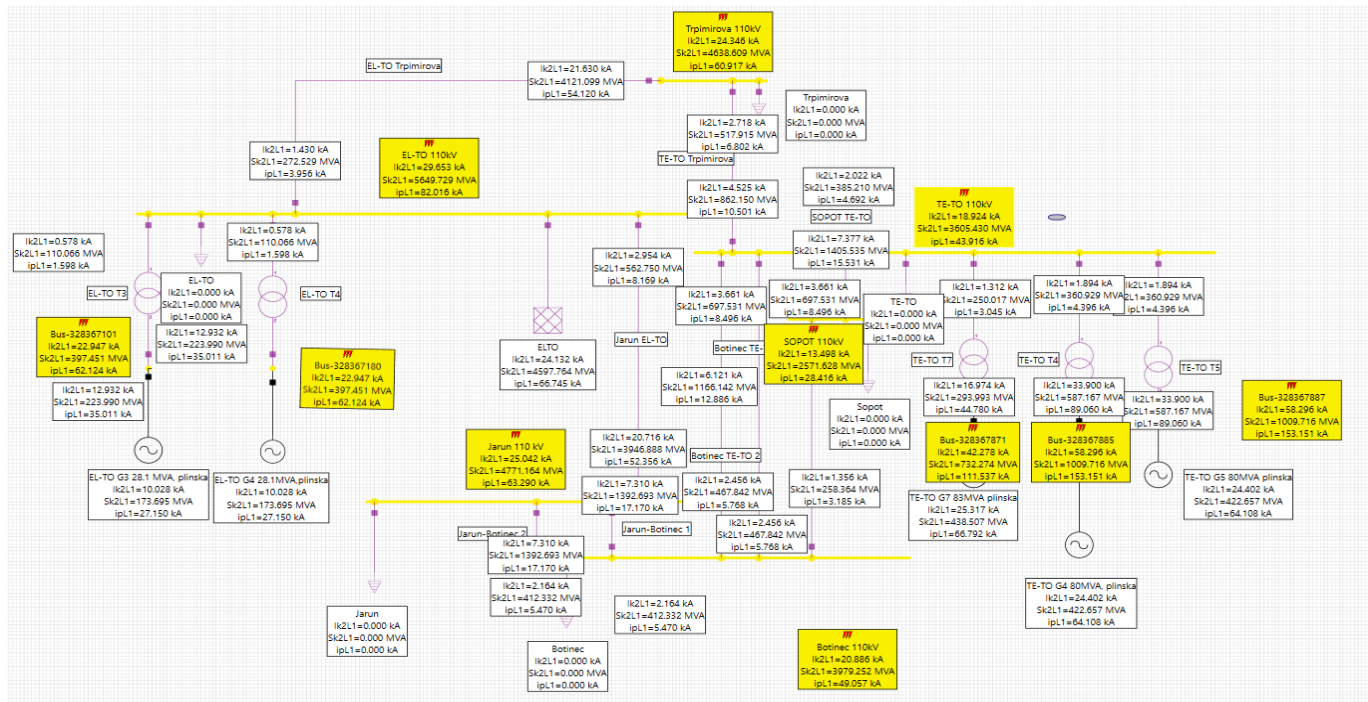 Trpimirova 110kV
Ik2L1=24.346 kA
Sk2L1=4638.609 MVA
ipL1=60.917 kA
EL-TO Trpimirova
Ik2L1=21.630 kA
Sk2L1=4121.099 MVA
ipL1=54.120 kA
Trpimirova
Ik2L1=0.000 kA
Sk2L1=0.000 MVA
ipL1=0.000 kA
Ik2L1=2.718 kA
Sk2L1=517.915 MVA
ipL1=6.802 kA
Ik2L1=1.430 kA
Sk2L1=272.529 MVA
ipL1=3.956 kA
EL-TO 110kV
Ik2L1=29.653 kA
Sk2L1=5649.729 MVA
ipL1=82.016 kA
TE-TO Trpimirova
Ik2L1=4.525 kA
Sk2L1=862.150 MVA
ipL1=10.501 kA
Ik2L1=2.022 kA
Sk2L1=385.210 MVA
ipL1=4.692 kA
SOPOT TE-TO
TE-TO 110kV
Ik2L1=18.924 kA
Sk2L1=3605.430 MVA
ipL1=43.916 kA
Ik2L1=0.578 kA
Sk2L1=110.066 MVA
ipL1=1.598 kA
Ik2L1=0.578 kA
Sk2L1=110.066 MVA
ipL1=1.598 kA
Ik2L1=2.954 kA
Sk2L1=562.750 MVA
ipL1=8.169 kA
Ik2L1=7.377 kA
Sk2L1=1405.535 MVA
ipL1=15.531 kA
EL-TO T3
EL-TO
Ik2L1=0.000 kA
Sk2L1=0.000 MVA
ipL1=0.000 kA
EL-TO T4
Ik2L1=3.661 kA
Sk2L1=697.531 MVA
ipL1=8.496 kA
Ik2L1=3.661 kA
Sk2L1=697.531 MVA
ipL1=8.496 kA
TE-TO
Ik2L1=0.000 kA
Sk2L1=0.000 MVA
ipL1=0.000 kA
Ik2L1=1.312 kA
Sk2L1=250.017 MVA
ipL1=3.045 kA
Ik2L1=1.894 kA
Sk2L1=360.929 MVA
ipL1=4.396 kA
Ik2L1=1.894 kA
Sk2L1=360.929 MVA
ipL1=4.396 kA
Bus-328367101
Ik2L1=22.947 kA
Sk2L1=397.451 MVA
ipL1=62.124 kA
Ik2L1=12.932 kA
Sk2L1=223.990 MVA
ipL1=35.011 kA
Bus-328367180
Ik2L1=22.947 kA
Sk2L1=397.451 MVA
ipL1=62.124 kA
ELTO
Ik2L1=24.132 kA
Sk2L1=4597.764 MVA
ipL1=66.745 kA
Jarun EL-TO
Botinec TE-
SOPOT 110kV
Ik2L1=13.498 kA
Sk2L1=2571.628 MVA
ipL1=28.416 kA
TE-TO T7
TE-TO T4
TE-TO T5
Ik2L1=12.932 kA
Sk2L1=223.990 MVA
ipL1=35.011 kA
Ik2L1=6.121 kA
Sk2L1=1166.142 MVA
ipL1=12.886 kA
Ik2L1=16.974 kA
Sk2L1=293.993 MVA
ipL1=44.780 kA
Ik2L1=33.900 kA
Sk2L1=587.167 MVA
ipL1=89.060 kA
Ik2L1=33.900 kA
Sk2L1=587.167 MVA
ipL1=89.060 kA
Bus-328367887
Ik2L1=58.296 kA
Sk2L1=1009.716 MVA
ipL1=153.151 kA
Sopot
Ik2L1=0.000 kA
Sk2L1=0.000 MVA
ipL1=0.000 kA
Jarun 110 kV
Ik2L1=25.042 kA
Sk2L1=4771.164 MVA
ipL1=63.290 kA
Ik2L1=20.716 kA
Sk2L1=3946.888 MVA
ipL1=52.356 kA
Botinec TE-TO 2
Bus-328367871
Ik2L1=42.278 kA
Sk2L1=732.274 MVA
ipL1=111.537 kA
Bus-328367885
Ik2L1=58.296 kA
Sk2L1=1009.716 MVA
ipL1=153.151 kA
EL-TO G3 28.1 MVA, plinska
Ik2L1=10.028 kA
Sk2L1=173.695 MVA
ipL1=27.150 kA
EL-TO G4 28.1MVA,plinska
Ik2L1=10.028 kA
Sk2L1=173.695 MVA
ipL1=27.150 kA
Ik2L1=7.310 kA
Sk2L1=1392.693 MVA
ipL1=17.170 kA
Ik2L1=2.456 kA
Sk2L1=467.842 MVA
ipL1=5.768 kA
Ik2L1=1.356 kA
Sk2L1=258.364 MVA
ipL1=3.185 kA
TE-TO G7 83MVA plinska
Ik2L1=25.317 kA
Sk2L1=438.507 MVA
ipL1=66.792 kA
TE-TO G5 80MVA plinska
Ik2L1=24.402 kA
Sk2L1=422.657 MVA
ipL1=64.108 kA
Jarun-Botinec 2
Jarun-Botinec 1
Ik2L1=2.456 kA
Sk2L1=467.842 MVA
ipL1=5.768 kA
Ik2L1=7.310 kA
Sk2L1=1392.693 MVA
ipL1=17.170 kA
Ik2L1=2.164 kA
Sk2L1=412.332 MVA
ipL1=5.470 kA
Ik2L1=2.164 kA
Sk2L1=412.332 MVA
ipL1=5.470 kA
TE-TO G4 80MVA, plinska
Ik2L1=24.402 kA
Sk2L1=422.657 MVA
ipL1=64.108 kA
Jarun
Ik2L1=0.000 kA
Sk2L1=0.000 MVA
ipL1=0.000 kA
Botinec
Ik2L1=0.000 kA
Sk2L1=0.000 MVA
ipL1=0.000 kA
Botinec 110kV
Ik2L1=20.886 kA
Sk2L1=3979.252 MVA
ipL1=49.057 kA